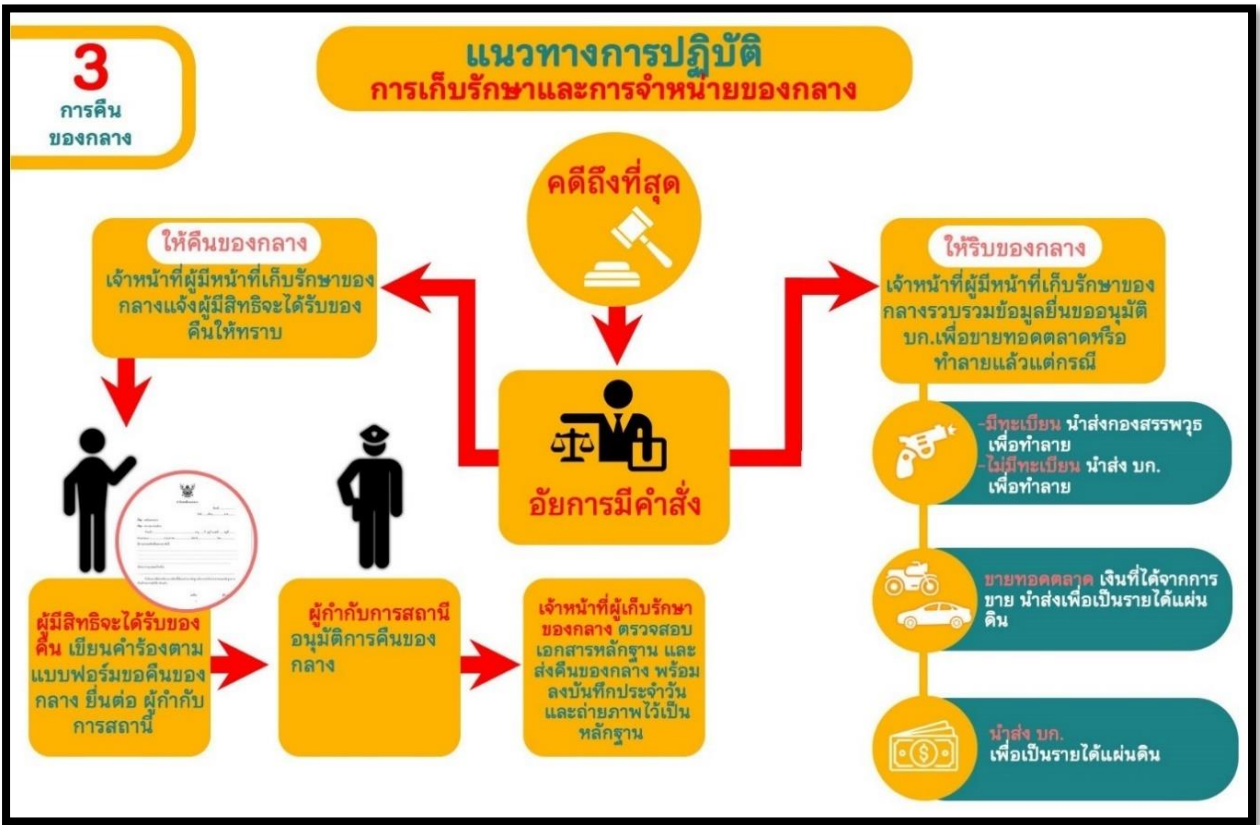 3
การคืน
ของกลาง
แนวทางการปฏิบัติ
การเก็บรักษาและการจำหน่ายของกลาง
คดีถึงที่สุด
อัยการมีคำสั่ง
ให้คืนของกลาง
เจ้าหน้าที่ผู้มีหน้าที่เก็บรักษาของ
กลางแจ้งผู้มีสิทธิจะได้รับของ
คืนให้ทราบ
ผู้มีสิทธิจะได้รับของ
คืน เขียนคำร้องตาม
แบบฟอร์มขอคืนของ
กลาง ยื่นต่อ ผู้กำกับ
การสถานี
ผู้กำกับการสถานี
อนุมัติการคืนของ
กลาง
เจ้าหน้าที่ผู้เก็บรักษา
ของกลาง ตรวจสอบ
เอกสารหลักฐาน และ
ส่งคืนของกลาง พร้อม
ลงบันทึกประจำวัน
และถ่ายภาพไว้เป็น
หลักฐาน
ให้ริบของกลาง
เจ้าหน้าที่ผู้มีหน้าที่เก็บรักษาของ
กลางรวบรวมข้อมูลยื่นขออนุมัติ
บก.เพื่อขายทอดตลาดหรือ
ทำลายแล้วแต่กรณี
-มีทะเบียน นำส่งกองสรรพวุธ
เพื่อทำลาย
-ไม่มีทะเบียน นำส่ง บก.
เพื่อทำลาย
ขายทอดตลาด เงินที่ได้จากการ
ขาย นำส่งเพื่อเป็นรายได้แผ่น
ดิน
นำส่ง บก.
เพื่อเป็นรายได้แผ่นดิน